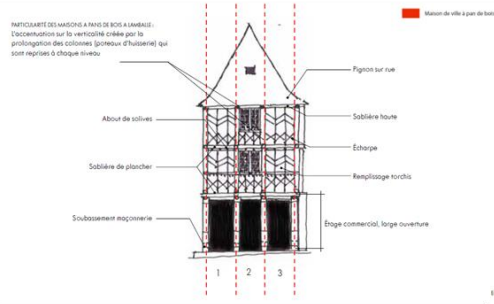 PARTICULARITÉ DES MAISONS A PANS DE BOIS A LAMBALLE :
L'accentuation sur la verticalité créée par la
prolongation des colonnes (poteaux d'huisserie) qui
sont reprises à chaque niveau
Maison de ville à pan de bois
Pignon sur rue
About de solives
Sablière haute
Écharpe
Sablière de plancher
Remplissage torchis
Soubassement maçonnerie
Étage commercial, large ouverture
1 2 3